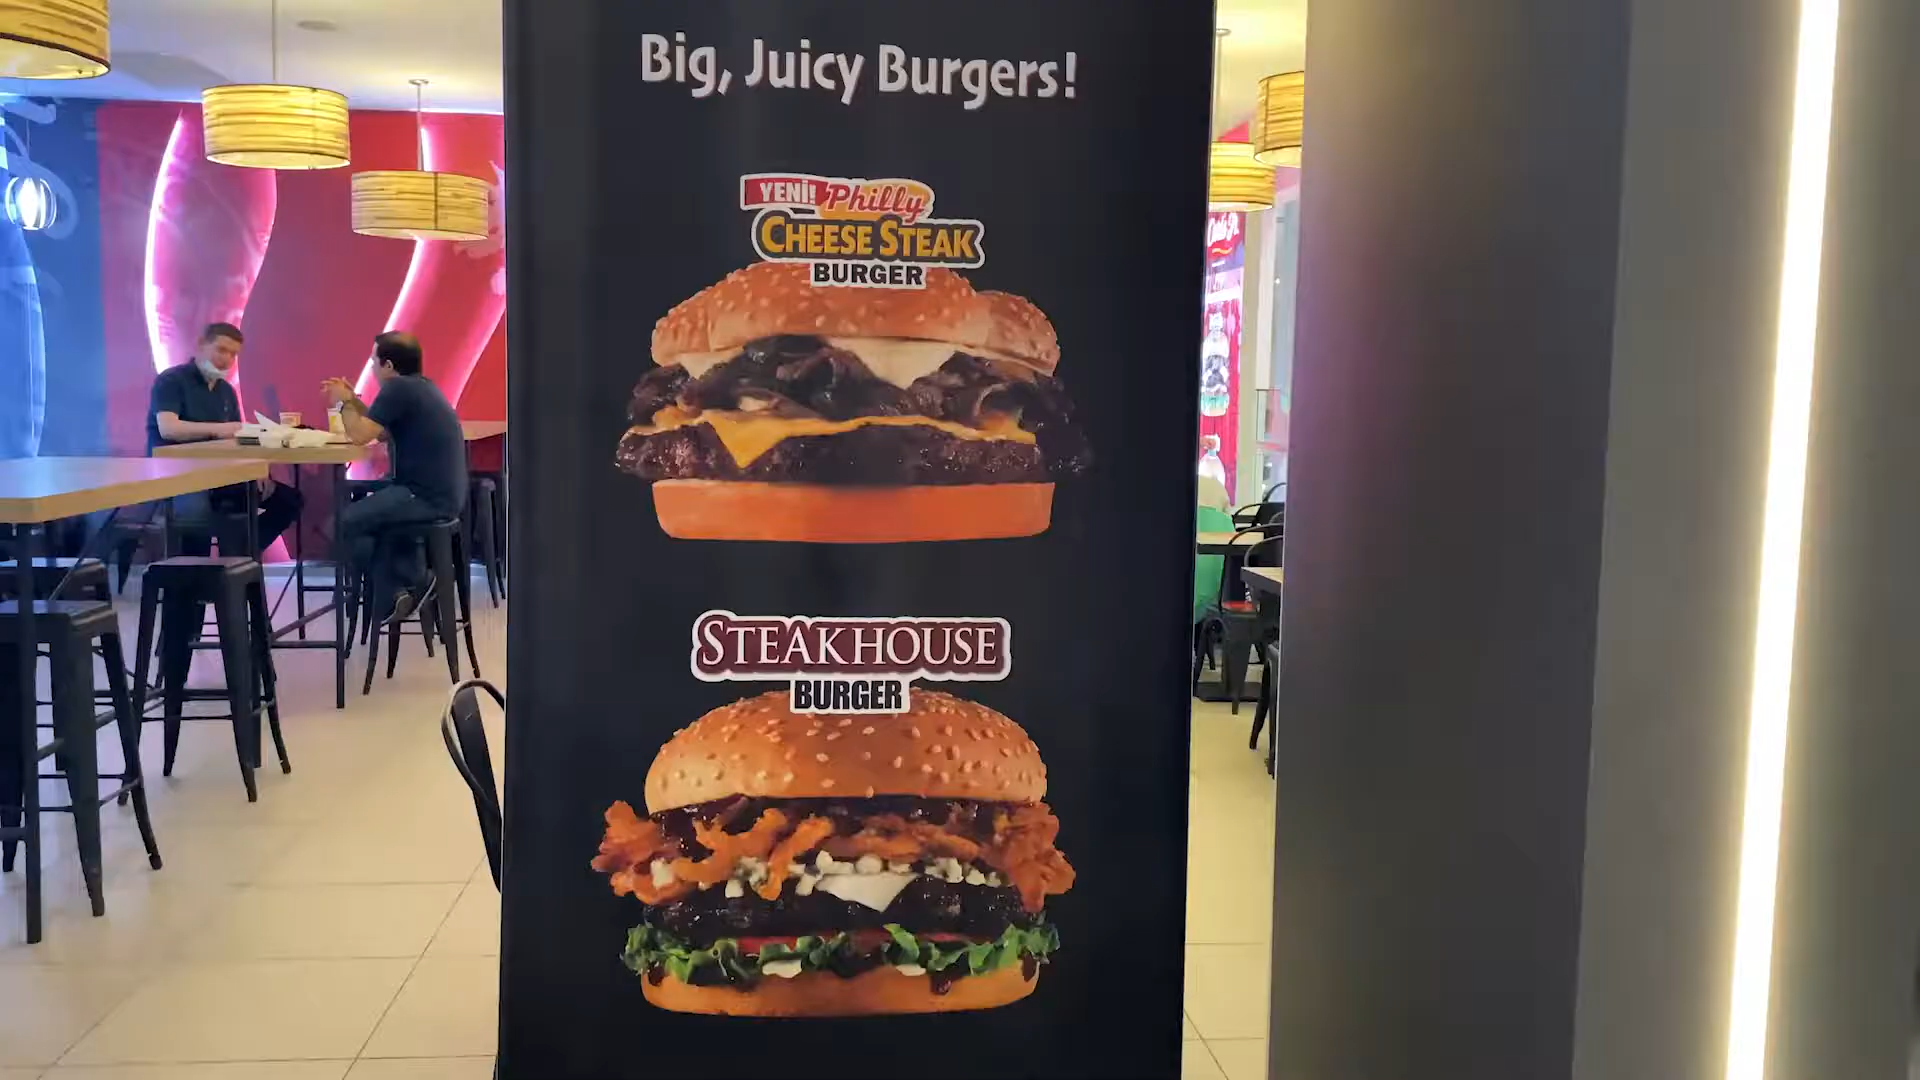 Big, Juicy Burgers!
YENİ! Philly
CHEESE STEAK
BURGER
STEAKHOUSE
BURGER